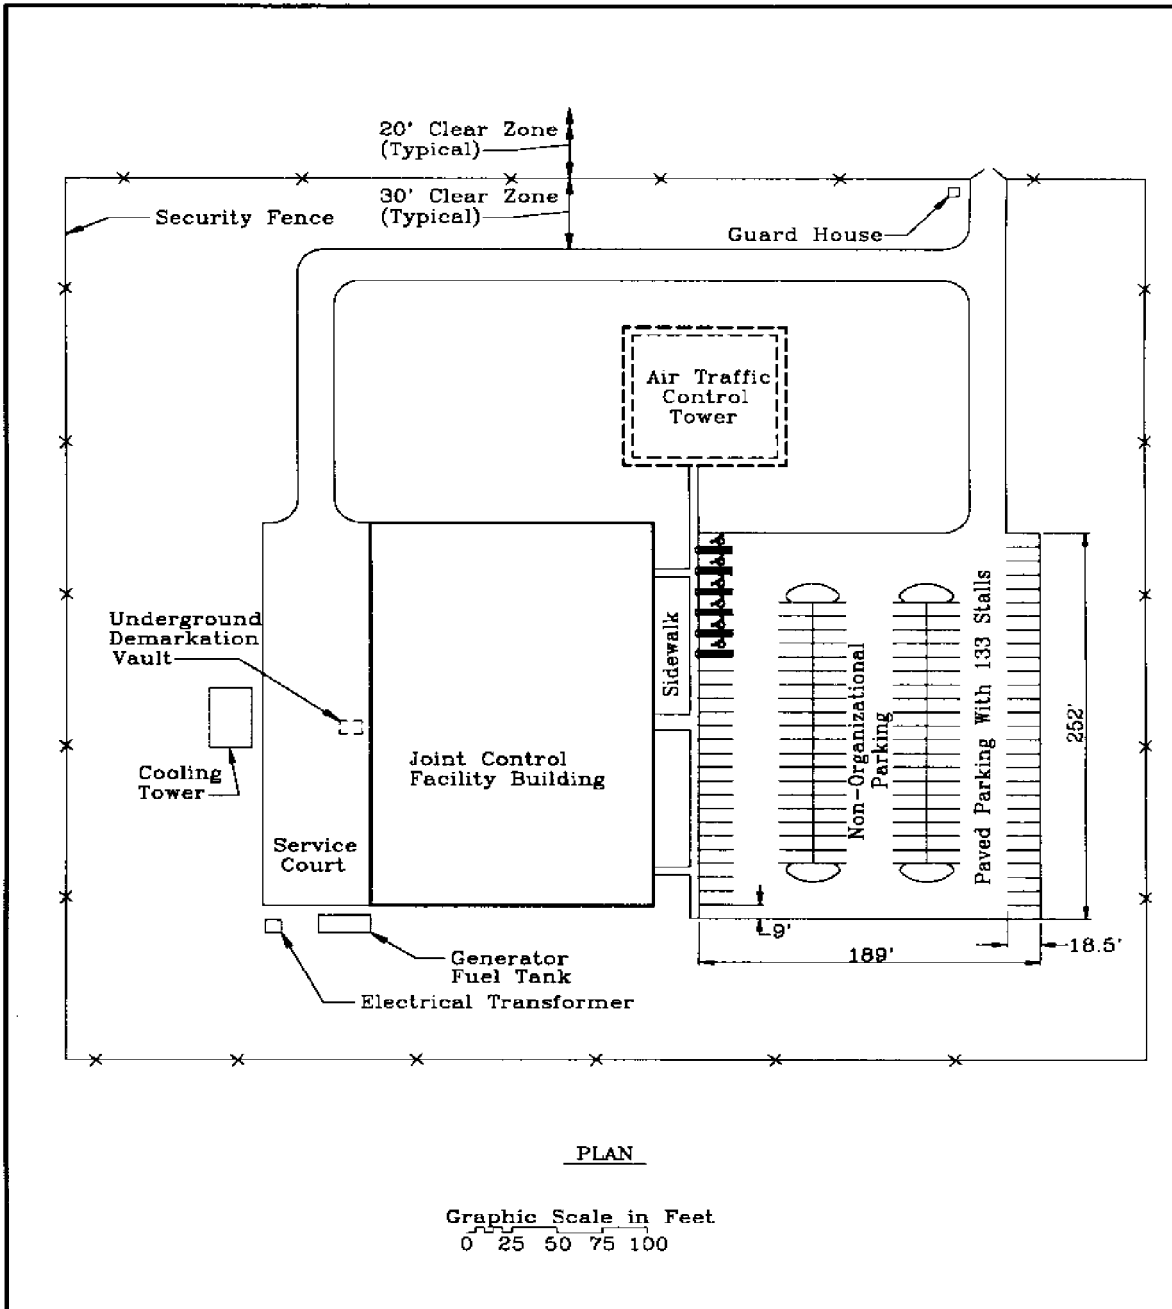 20' Clear Zone
(Typical)
30' Clear Zone
(Typical)
Security Fence
Guard House
Air Traffic
Control
Tower
Underground
Demarkation
Vault
Sidewalk
Non-Organizational
Parking
Paved Parking With 133 Stalls
252'
Joint Control
Facility Building
Cooling
Tower
Service
Court
9'
18.5'
189'
Generator
Fuel Tank
Electrical Transformer
PLAN
Graphic Scale in Feet
0 25 50 75 100